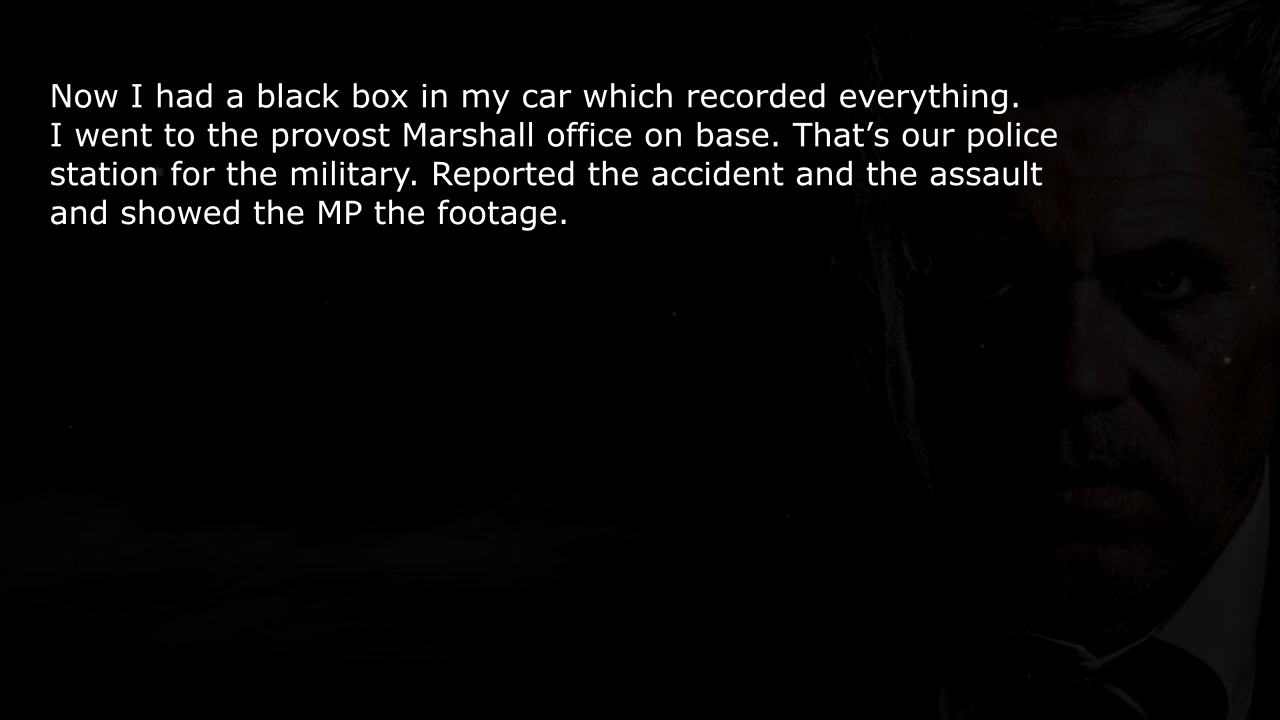 Now I had a black box in my car which recorded everything.
I went to the provost Marshall office on base. That’s our police
station for the military. Reported the accident and the assault
and showed the MP the footage.